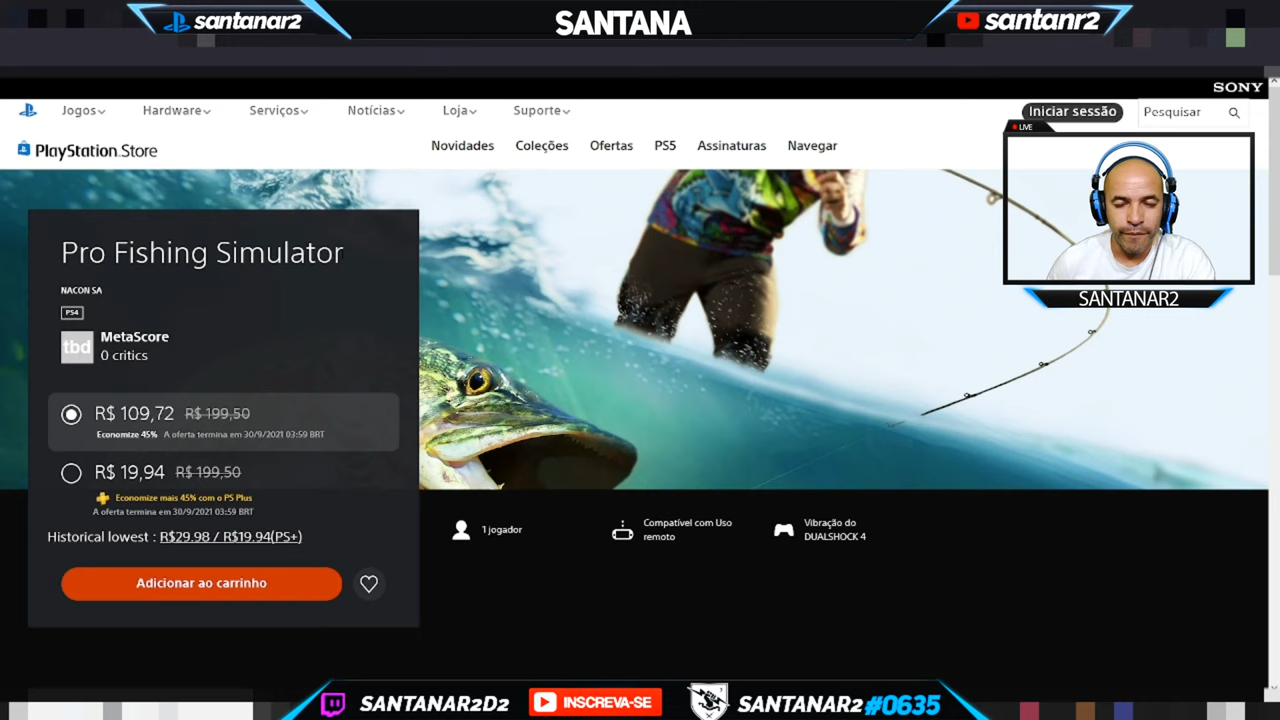 santanar2
SANTANA
santanr2
SONY
Jogos
Hardware
Serviços
Notícias
Loja
Suporte
Iniciar sessão
Pesquisar
PlayStation.Store
Novidades
Coleções
Ofertas
PS5
Assinaturas
Navegar
LIVE
SANTANAR2
Pro Fishing Simulator
NACON SA
PS4
tbd
MetaScore
0 critics
R$ 109,72 R$ 199,50
Economize 45% A oferta termina em 30/9/2021 03:59 BRT
R$ 19,94 R$ 199,50
Economize mais 45% com o PS Plus
A oferta termina em 30/9/2021 03:59 BRT
Historical lowest : R$29.98 / R$19.94(PS+)
Adicionar ao carrinho
1 jogador
Compatível com Uso
remoto
Vibração do
DUALSHOCK 4
SANTANAR2D2
INSCREVA-SE
SANTANAR2 #0635